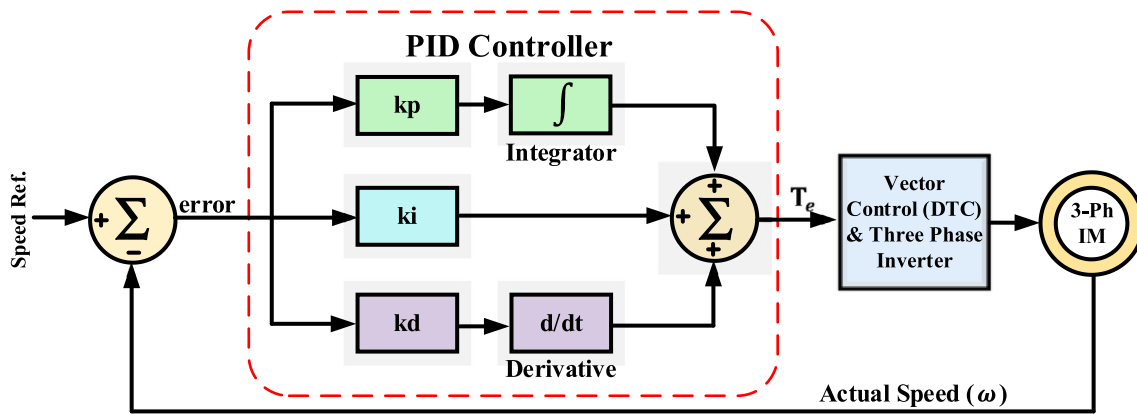 PID Controller
kp
∫
Integrator
Speed Ref.
+
Σ
−
error
ki
+
+
Σ
+
Te
Vector
Control (DTC)
& Three Phase
Inverter
3-Ph
IM
kd
d/dt
Derivative
Actual Speed (ω)